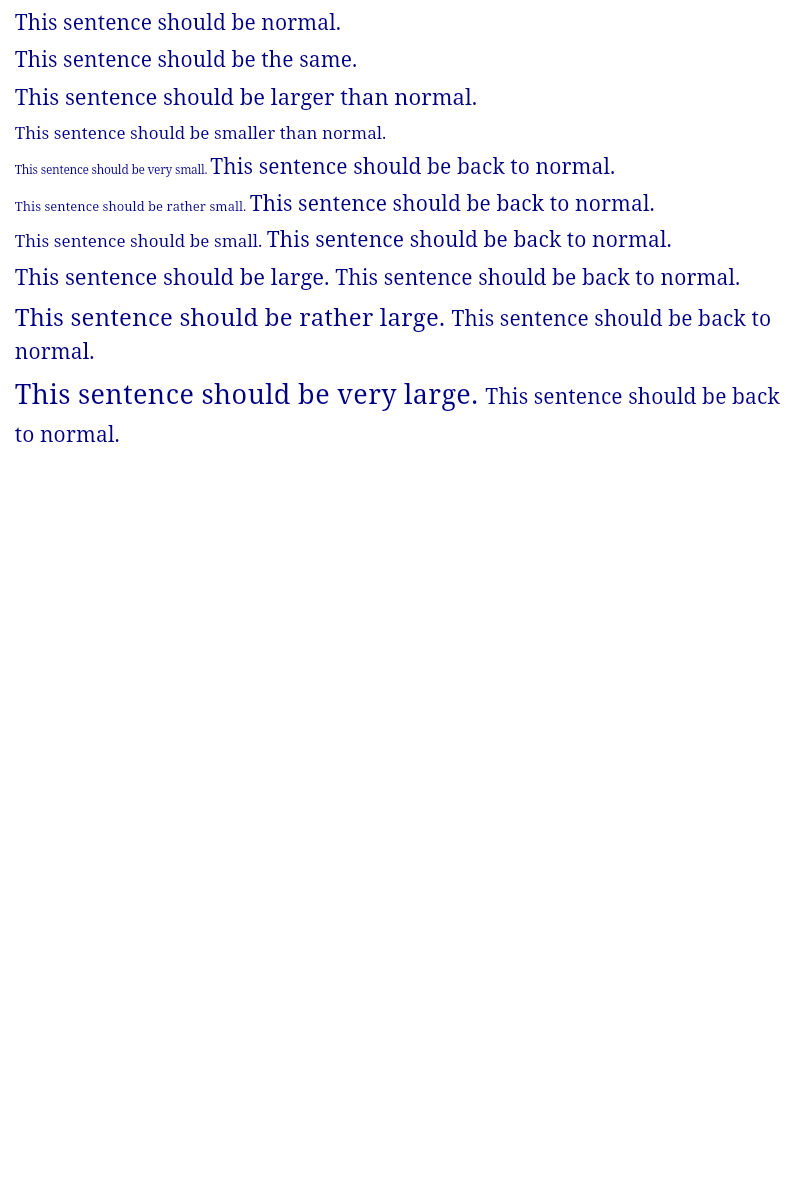 This sentence should be normal.
This sentence should be the same.
This sentence should be larger than normal.
This sentence should be smaller than normal.
This sentence should be very small. This sentence should be back to normal.
This sentence should be rather small. This sentence should be back to normal.
This sentence should be small. This sentence should be back to normal.
This sentence should be large. This sentence should be back to normal.
This sentence should be rather large. This sentence should be back to
normal.
This sentence should be very large. This sentence should be back
to normal.